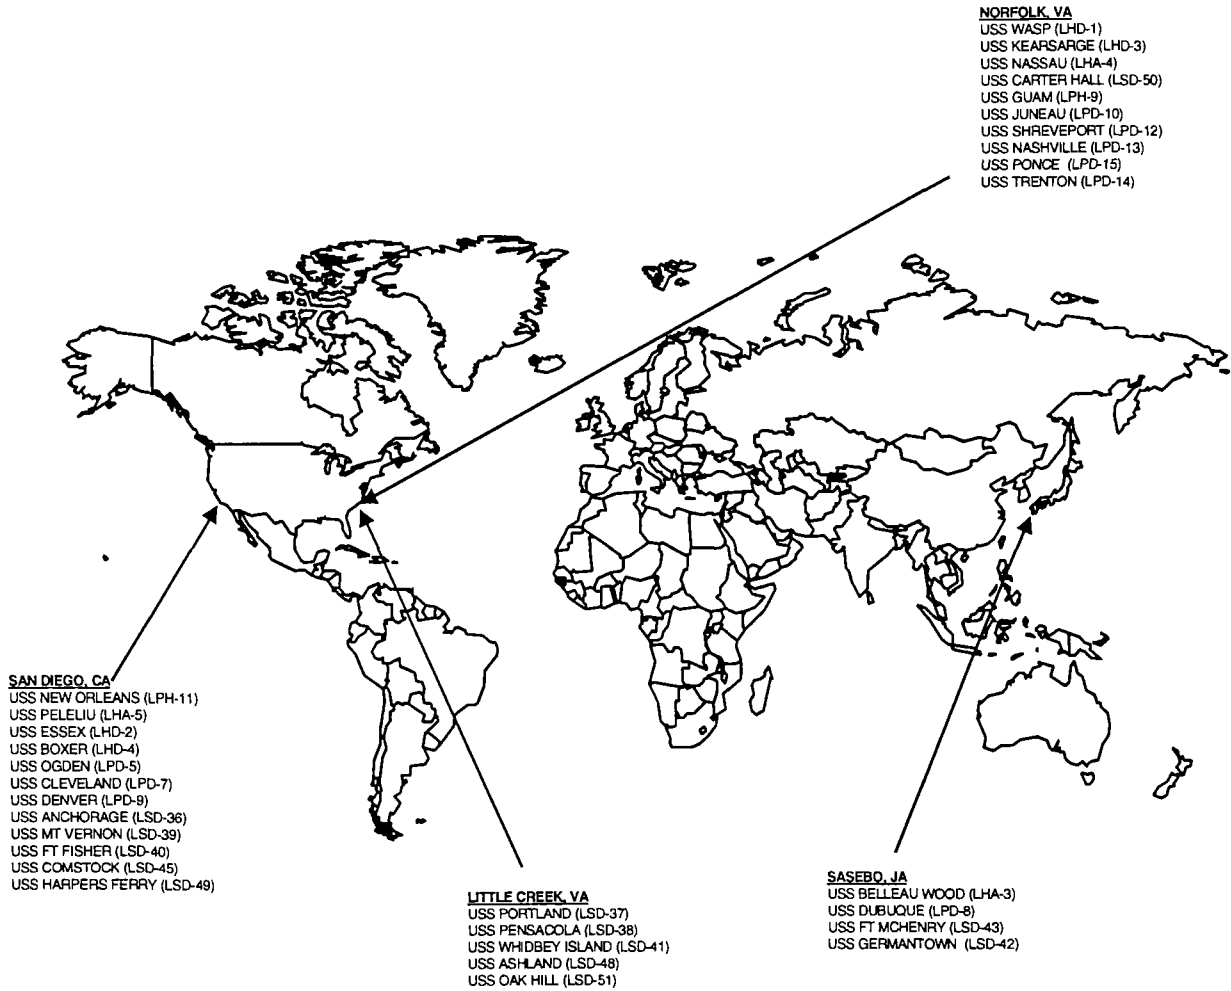 NORFOLK, VA
USS WASP (LHD-1)
USS KEARSARGE (LHD-3)
USS NASSAU (LHA-4)
USS CARTER HALL (LSD-50)
USS GUAM (LPH-9)
USS JUNEAU (LPD-10)
USS SHREVEPORT (LPD-12)
USS NASHVILLE (LPD-13)
USS PONCE (LPD-15)
USS TRENTON (LPD-14)
SAN DIEGO, CA
USS NEW ORLEANS (LPH-11)
USS PELELIU (LHA-5)
USS ESSEX (LHD-2)
USS BOXER (LHD-4)
USS OGDEN (LPD-5)
USS CLEVELAND (LPD-7)
USS DENVER (LPD-9)
USS ANCHORAGE (LSD-36)
USS MT VERNON (LSD-39)
USS FT FISHER (LSD-40)
USS COMSTOCK (LSD-45)
USS HARPERS FERRY (LSD-49)
LITTLE CREEK, VA
USS PORTLAND (LSD-37)
USS PENSACOLA (LSD-38)
USS WHIDBEY ISLAND (LSD-41)
USS ASHLAND (LSD-48)
USS OAK HILL (LSD-51)
SASEBO, JA
USS BELLEAU WOOD (LHA-3)
USS DUBUQUE (LPD-8)
USS FT MCHENRY (LSD-43)
USS GERMANTOWN (LSD-42)